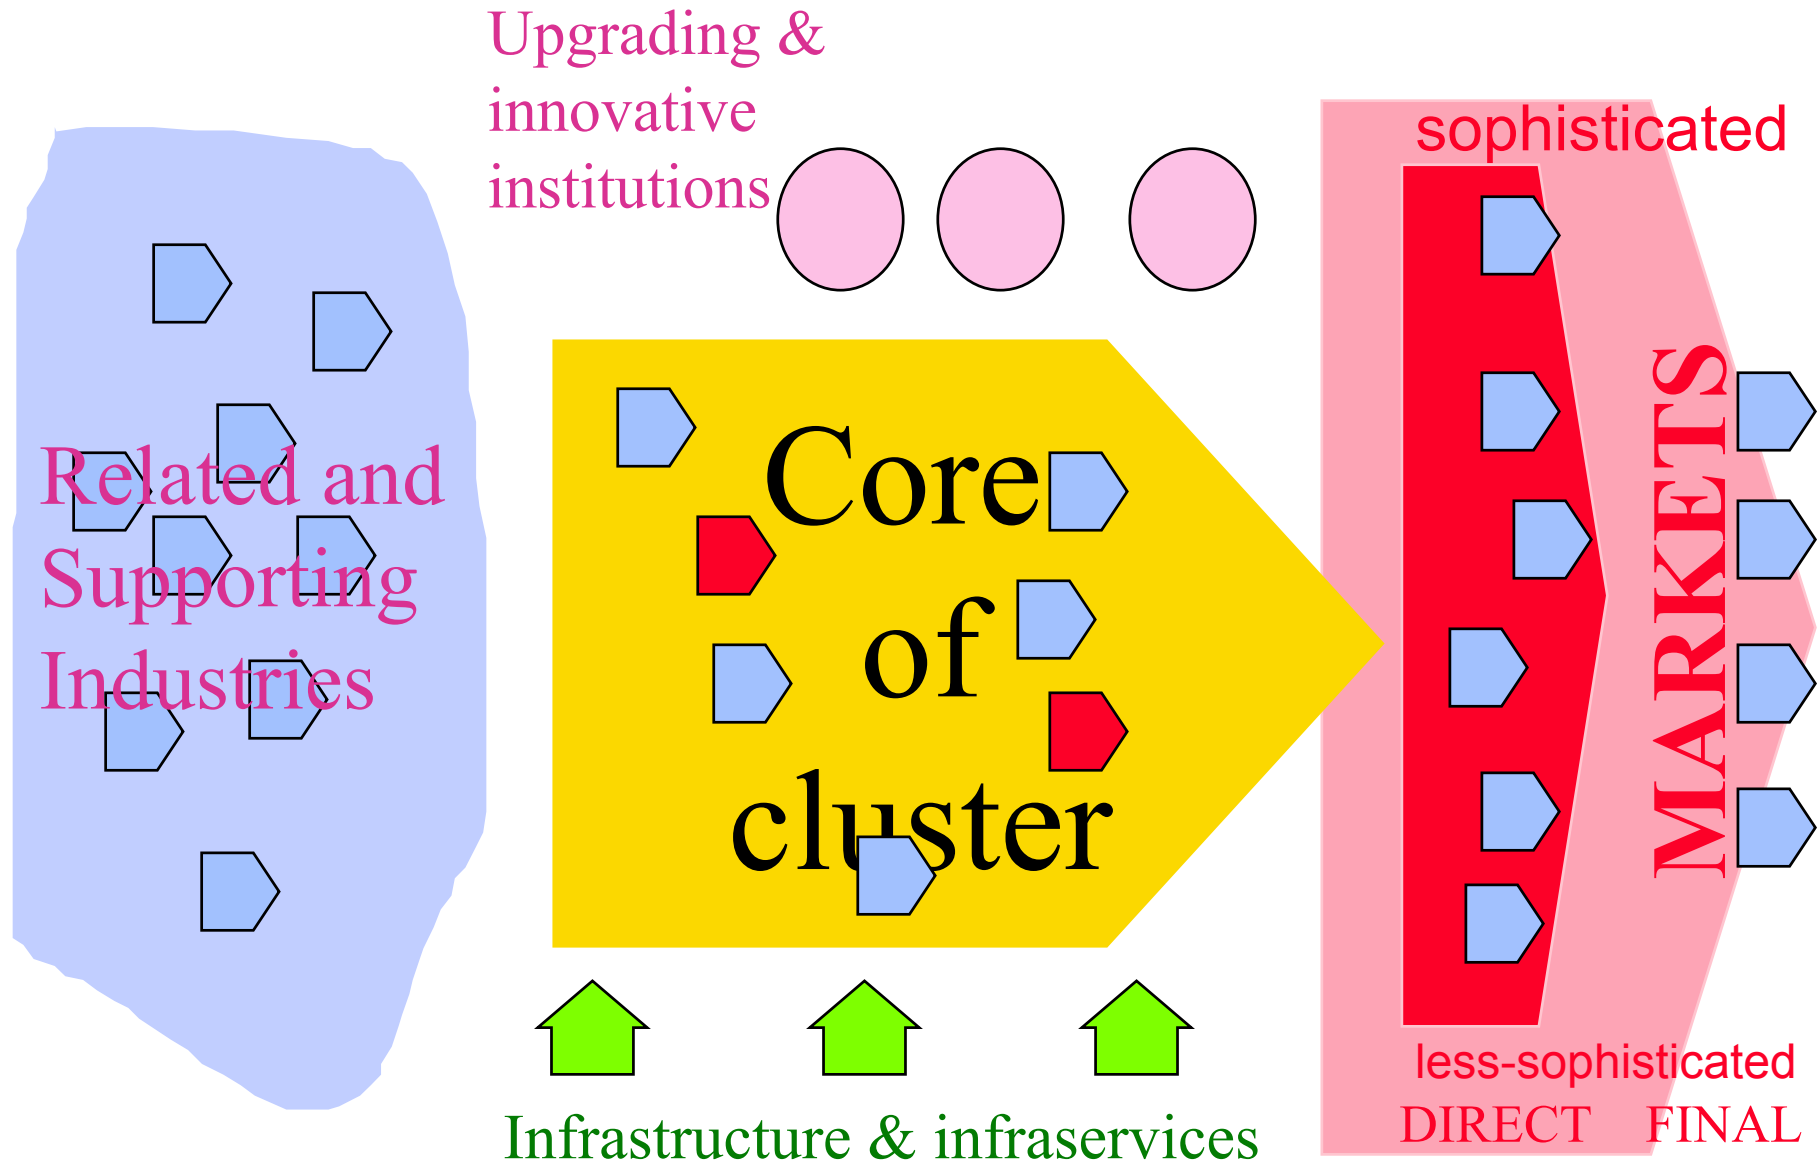 Upgrading &
innovative
institutions
sophisticated
Related and
Supporting
Industries
Core
of
cluster
MARKETS
less-sophisticated
DIRECT FINAL
Infrastructure & infraservices